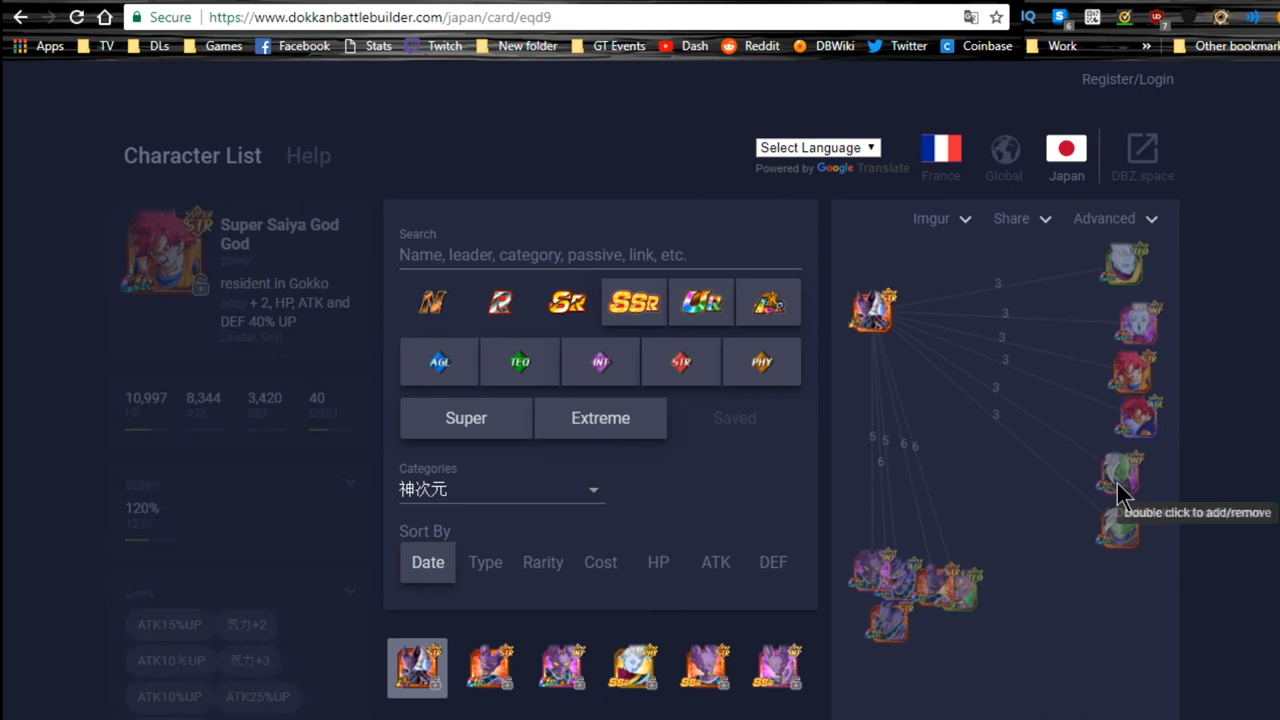 Secure https://www.dokkanbattlebuilder.com/japan/card/eqd9
Apps TV DLs Games Facebook Stats Twitch New folder GT Events Dash Reddit DBWiki Twitter Coinbase Work » Other bookmark
Register/Login
Character List Help
Select Language ▼
Powered by Google Translate
France Global Japan DBZ.space
Super Saiya God
God
power
resident in Gokko
+ 2, HP, ATK and
DEF 40% UP
Leader Skill
10,997 8,344 3,420 40
HP ATK DEF COST
120%
Lines
ATK15%UP 気力+2
ATK10%UP 気力+3
ATK10%UP ATK25%UP
Search
Name, leader, category, passive, link, etc.
N R SR SSR UR
AGL TEQ INT STR PHY
Super Extreme Saved
Categories
神次元
Sort By
Date Type Rarity Cost HP ATK DEF
Imgur Share Advanced
3
3
3
3
3
3
5 5 6 6
6
Double click to add/remove